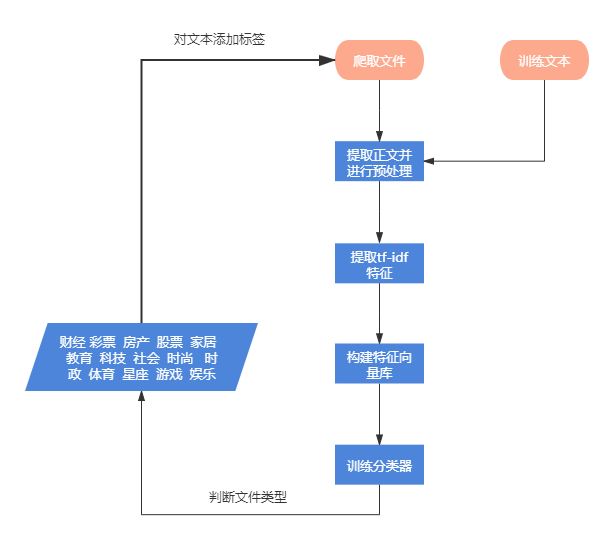 对文本添加标签
爬取文件
训练文本
提取正文并
进行预处理
提取tf-idf
特征
财经 彩票 房产 股票 家居
教育 科技 社会 时尚 时
政 体育 星座 游戏 娱乐
构建特征向
量库
训练分类器
判断文件类型